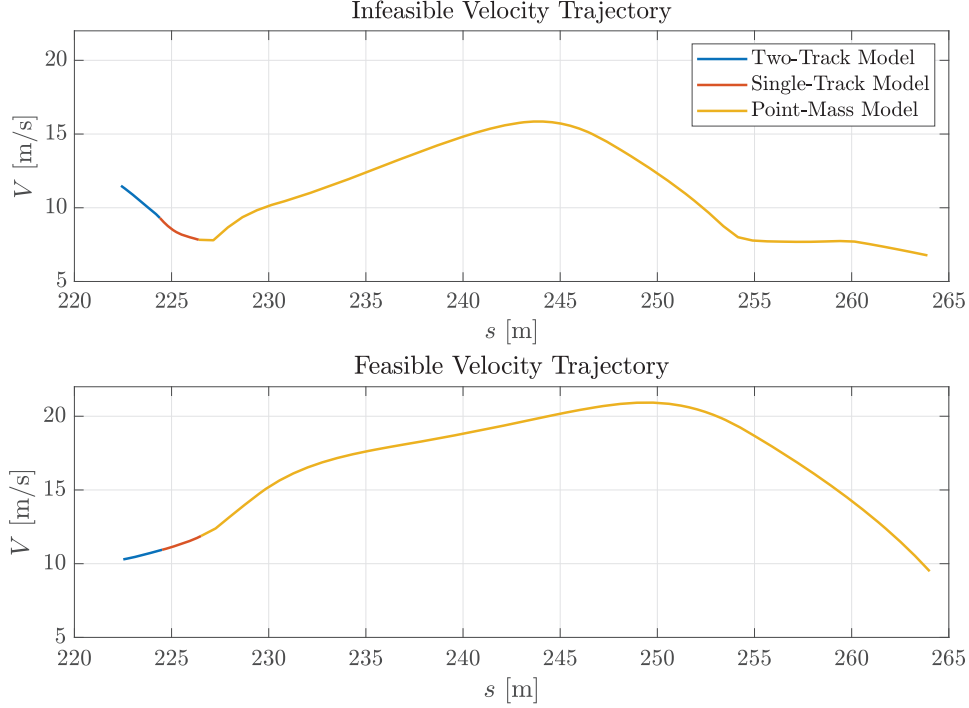 Infeasible Velocity Trajectory
20
15
10
5
V [m/s]
Two-Track Model
Single-Track Model
Point-Mass Model
220 225 230 235 240 245 250 255 260 265
s [m]
Feasible Velocity Trajectory
20
15
10
5
V [m/s]
220 225 230 235 240 245 250 255 260 265
s [m]